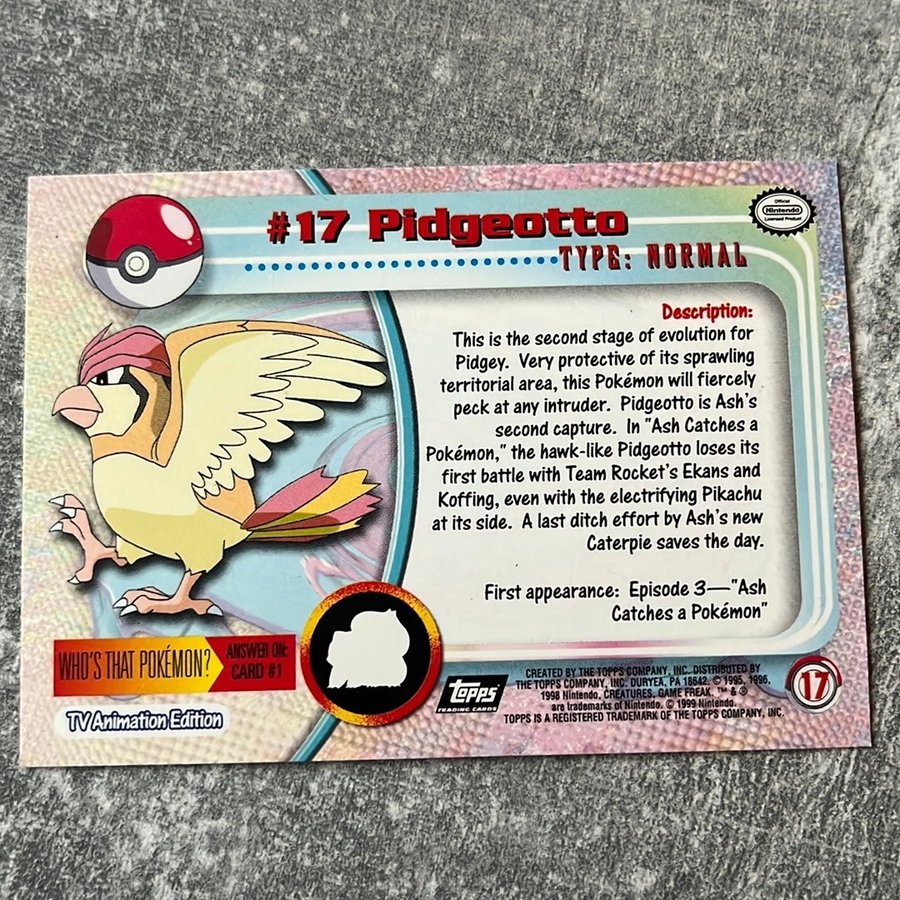 #17 Pidgeotto
Official
Nintendo
Licensed Product
TYPE: NORMAL
Description:
This is the second stage of evolution for
Pidgey. Very protective of its sprawling
territorial area, this Pokémon will fiercely
peck at any intruder. Pidgeotto is Ash's
second capture. In "Ash Catches a
Pokémon," the hawk-like Pidgeotto loses its
first battle with Team Rocket's Ekans and
Koffing, even with the electrifying Pikachu
at its side. A last ditch effort by Ash's new
Caterpie saves the day.
First appearance: Episode 3—"Ash
Catches a Pokémon"
WHO'S THAT POKÉMON?
ANSWER ON:
CARD #1
TV Animation Edition
topps
TRADING CARDS
CREATED BY THE TOPPS COMPANY, INC. DISTRIBUTED BY
THE TOPPS COMPANY, INC. DURYEA, PA 18642. © 1995, 1996,
1998 Nintendo, CREATURES, GAME FREAK. ™ & ®
are trademarks of Nintendo. © 1999 Nintendo.
TOPPS IS A REGISTERED TRADEMARK OF THE TOPPS COMPANY, INC.
17